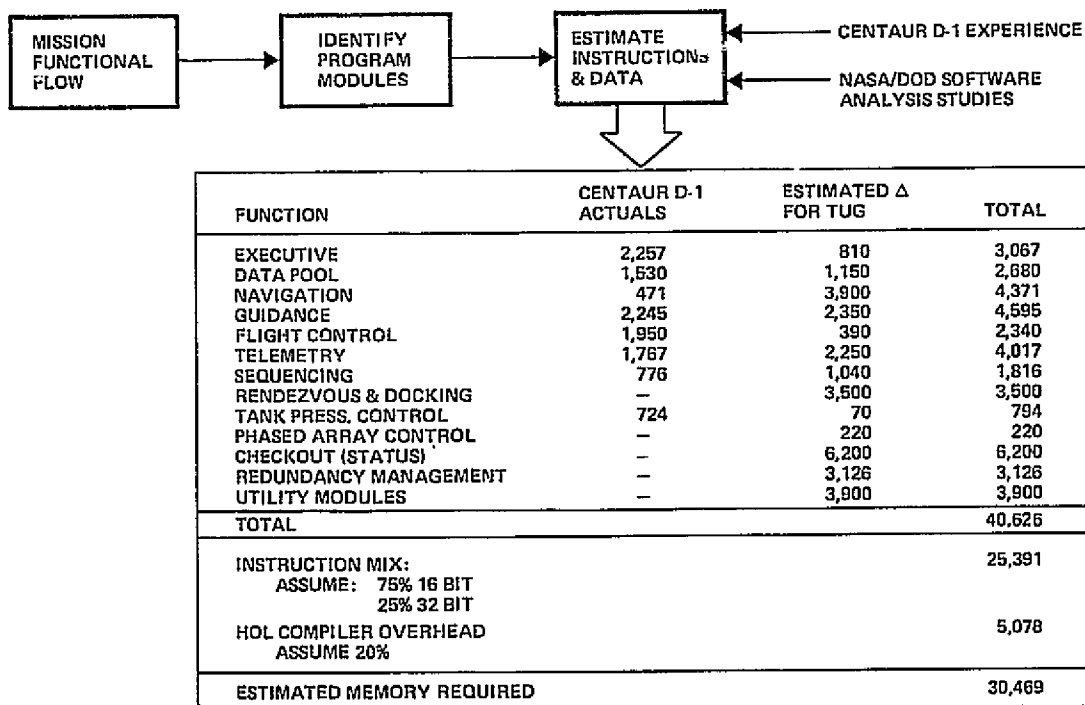 MISSION
FUNCTIONAL
FLOW
IDENTIFY
PROGRAM
MODULES
ESTIMATE
INSTRUCTIONS
& DATA
CENTAUR D-1 EXPERIENCE
NASA/DOD SOFTWARE
ANALYSIS STUDIES
FUNCTION CENTAUR D-1 ACTUALS ESTIMATED Δ FOR TUG TOTAL
EXECUTIVE 2,257 810 3,067
DATA POOL 1,530 1,150 2,680
NAVIGATION 471 3,900 4,371
GUIDANCE 2,245 2,350 4,595
FLIGHT CONTROL 1,950 390 2,340
TELEMETRY 1,767 2,250 4,017
SEQUENCING 776 1,040 1,816
RENDEZVOUS & DOCKING – 3,500 3,500
TANK PRESS. CONTROL 724 70 794
PHASED ARRAY CONTROL – 220 220
CHECKOUT (STATUS) – 6,200 6,200
REDUNDANCY MANAGEMENT – 3,126 3,126
UTILITY MODULES – 3,900 3,900
TOTAL 40,626
INSTRUCTION MIX: 25,391
ASSUME: 75% 16 BIT
25% 32 BIT
HOL COMPILER OVERHEAD 5,078
ASSUME 20%
ESTIMATED MEMORY REQUIRED 30,469